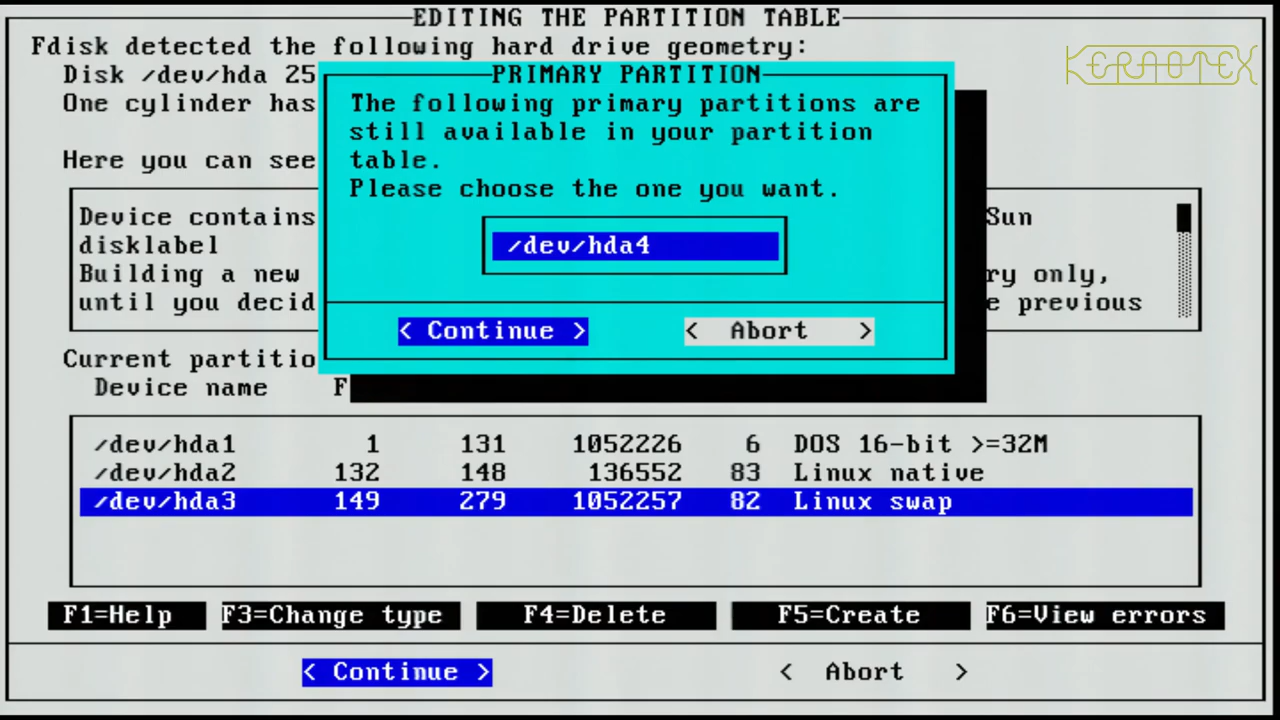 EDITING THE PARTITION TABLE
Fdisk detected the following hard drive geometry:
KERNOTEX
Disk /dev/hda 25
PRIMARY PARTITION
One cylinder has
The following primary partitions are
still available in your partition
Here you can see
table.
Please choose the one you want.
Device contains
Sun
disklabel
/dev/hda4
Building a new
ry only,
until you decid
e previous
< Continue >
< Abort >
Current partitio
Device name F
/dev/hda1 1 131 1052226 6 DOS 16-bit >=32M
/dev/hda2 132 148 136552 83 Linux native
/dev/hda3 149 279 1052257 82 Linux swap
F1=Help F3=Change type F4=Delete F5=Create F6=View errors
< Continue > < Abort >